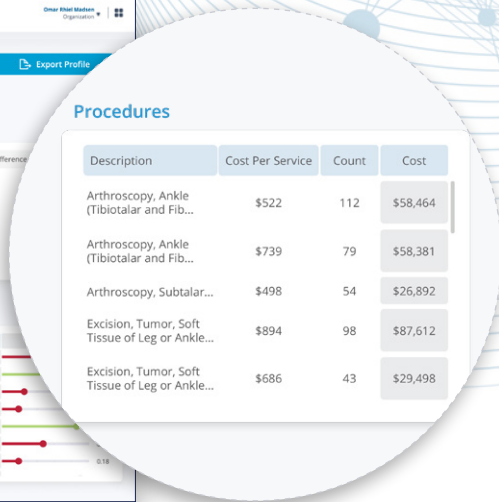 Omar Khiel Madsen
Organization
Export Profile
fference
Procedures
Description Cost Per Service Count Cost
Arthroscopy, Ankle
(Tibiotalar and Fib... $522 112 $58,464
Arthroscopy, Ankle
(Tibiotalar and Fib... $739 79 $58,381
Arthroscopy, Subtalar... $498 54 $26,892
Excision, Tumor, Soft
Tissue of Leg or Ankle... $894 98 $87,612
Excision, Tumor, Soft
Tissue of Leg or Ankle... $686 43 $29,498
0.18